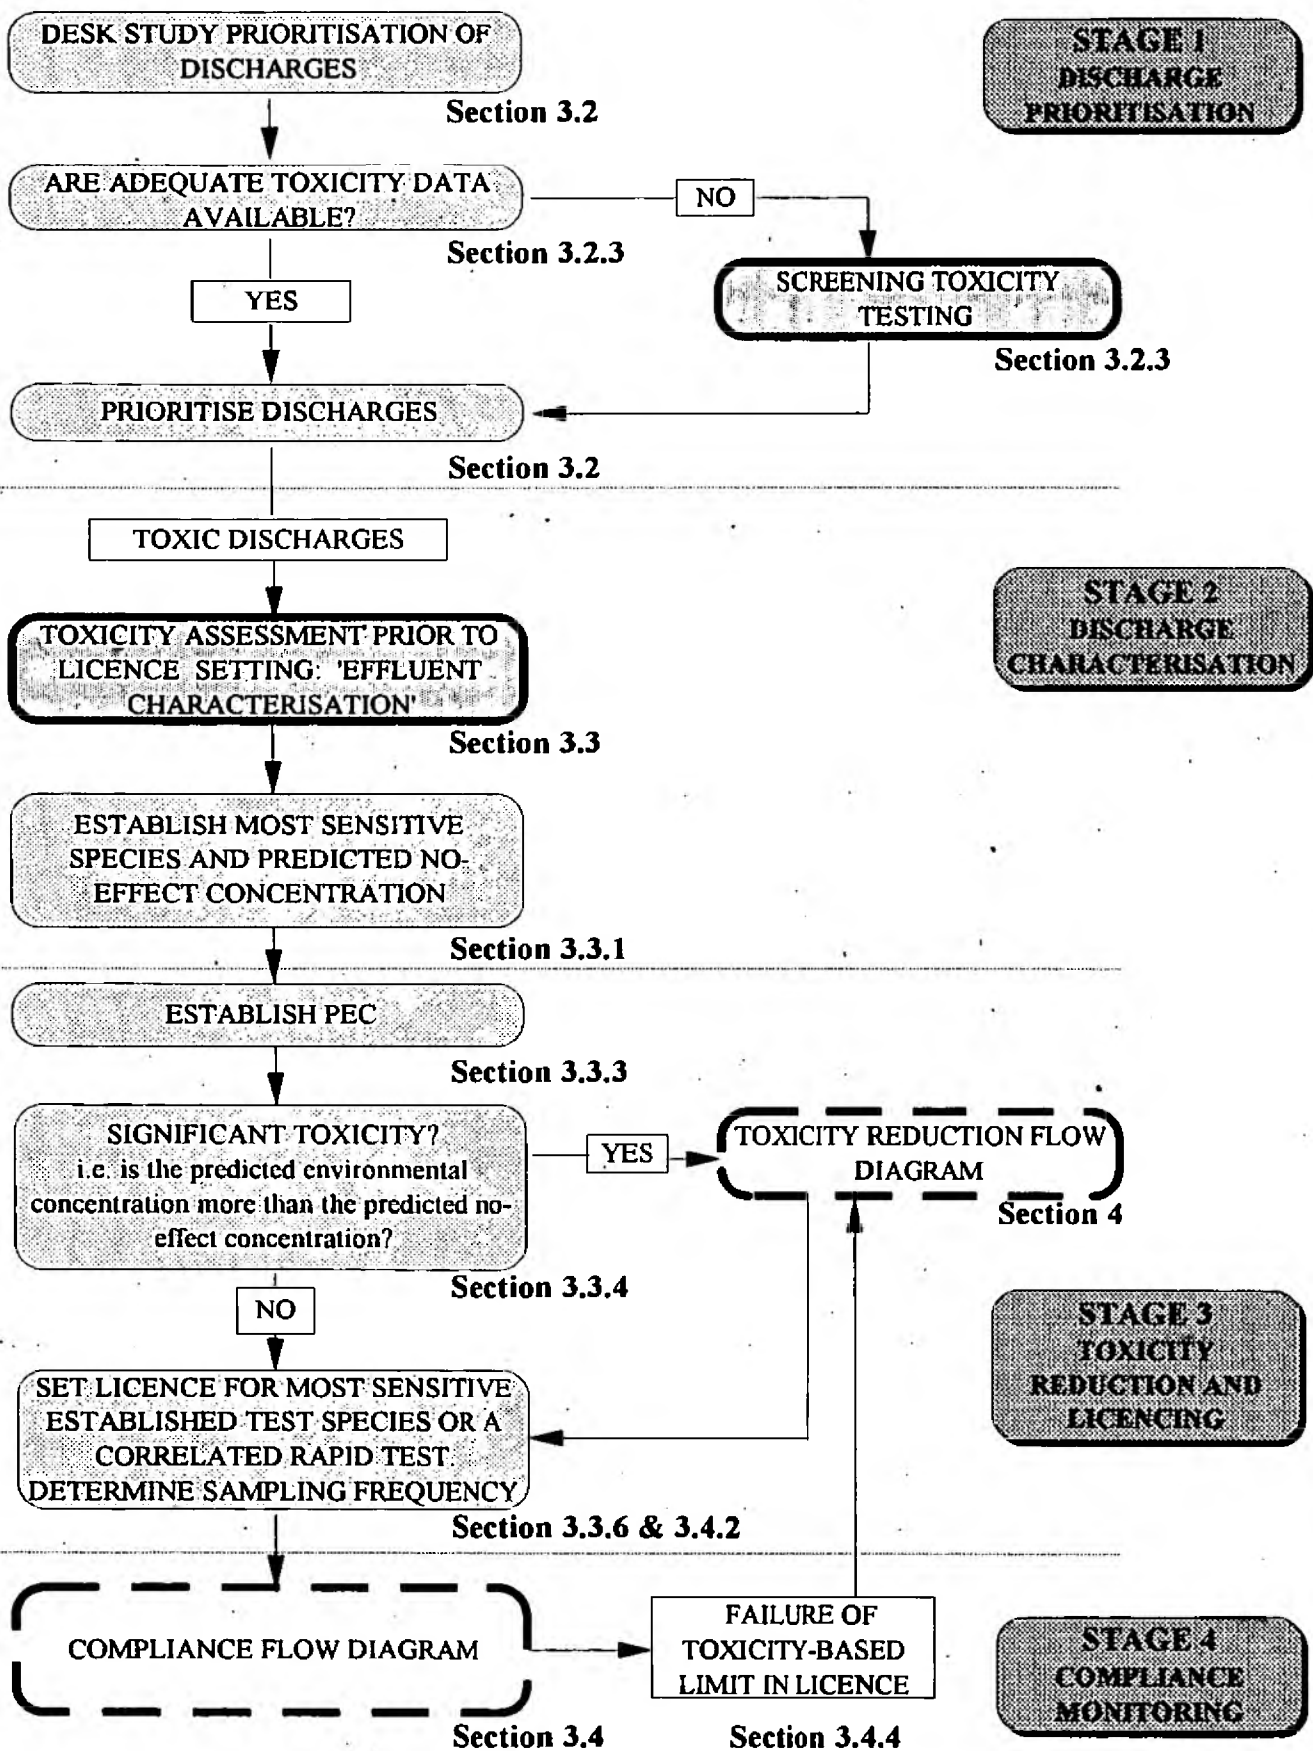 DESK STUDY PRIORITISATION OF
DISCHARGES
Section 3.2
STAGE 1
DISCHARGE
PRIORITISATION
ARE ADEQUATE TOXICITY DATA
AVAILABLE?
Section 3.2.3
NO
YES
SCREENING TOXICITY
TESTING
Section 3.2.3
PRIORITISE DISCHARGES
Section 3.2
TOXIC DISCHARGES
STAGE 2
DISCHARGE
CHARACTERISATION
TOXICITY ASSESSMENT PRIOR TO
LICENCE SETTING: 'EFFLUENT
CHARACTERISATION'
Section 3.3
ESTABLISH MOST SENSITIVE
SPECIES AND PREDICTED NO-
EFFECT CONCENTRATION
Section 3.3.1
ESTABLISH PEC
Section 3.3.3
SIGNIFICANT TOXICITY?
i.e. is the predicted environmental
concentration more than the predicted no-
effect concentration?
Section 3.3.4
YES
TOXICITY REDUCTION FLOW
DIAGRAM
Section 4
NO
STAGE 3
TOXICITY
REDUCTION AND
LICENCING
SET LICENCE FOR MOST SENSITIVE
ESTABLISHED TEST SPECIES OR A
CORRELATED RAPID TEST.
DETERMINE SAMPLING FREQUENCY
Section 3.3.6 & 3.4.2
COMPLIANCE FLOW DIAGRAM
Section 3.4
FAILURE OF
TOXICITY-BASED
LIMIT IN LICENCE
Section 3.4.4
STAGE 4
COMPLIANCE
MONITORING